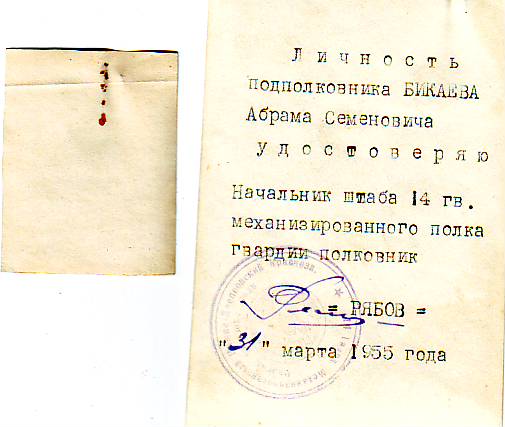 Личность
подполковника БИКАЕВА
Абрама Семеновича
удостоверяю
Начальник штаба 14 гв.
механизированного полка
гвардии полковник
= РЯБОВ =
"31" марта 1955 года